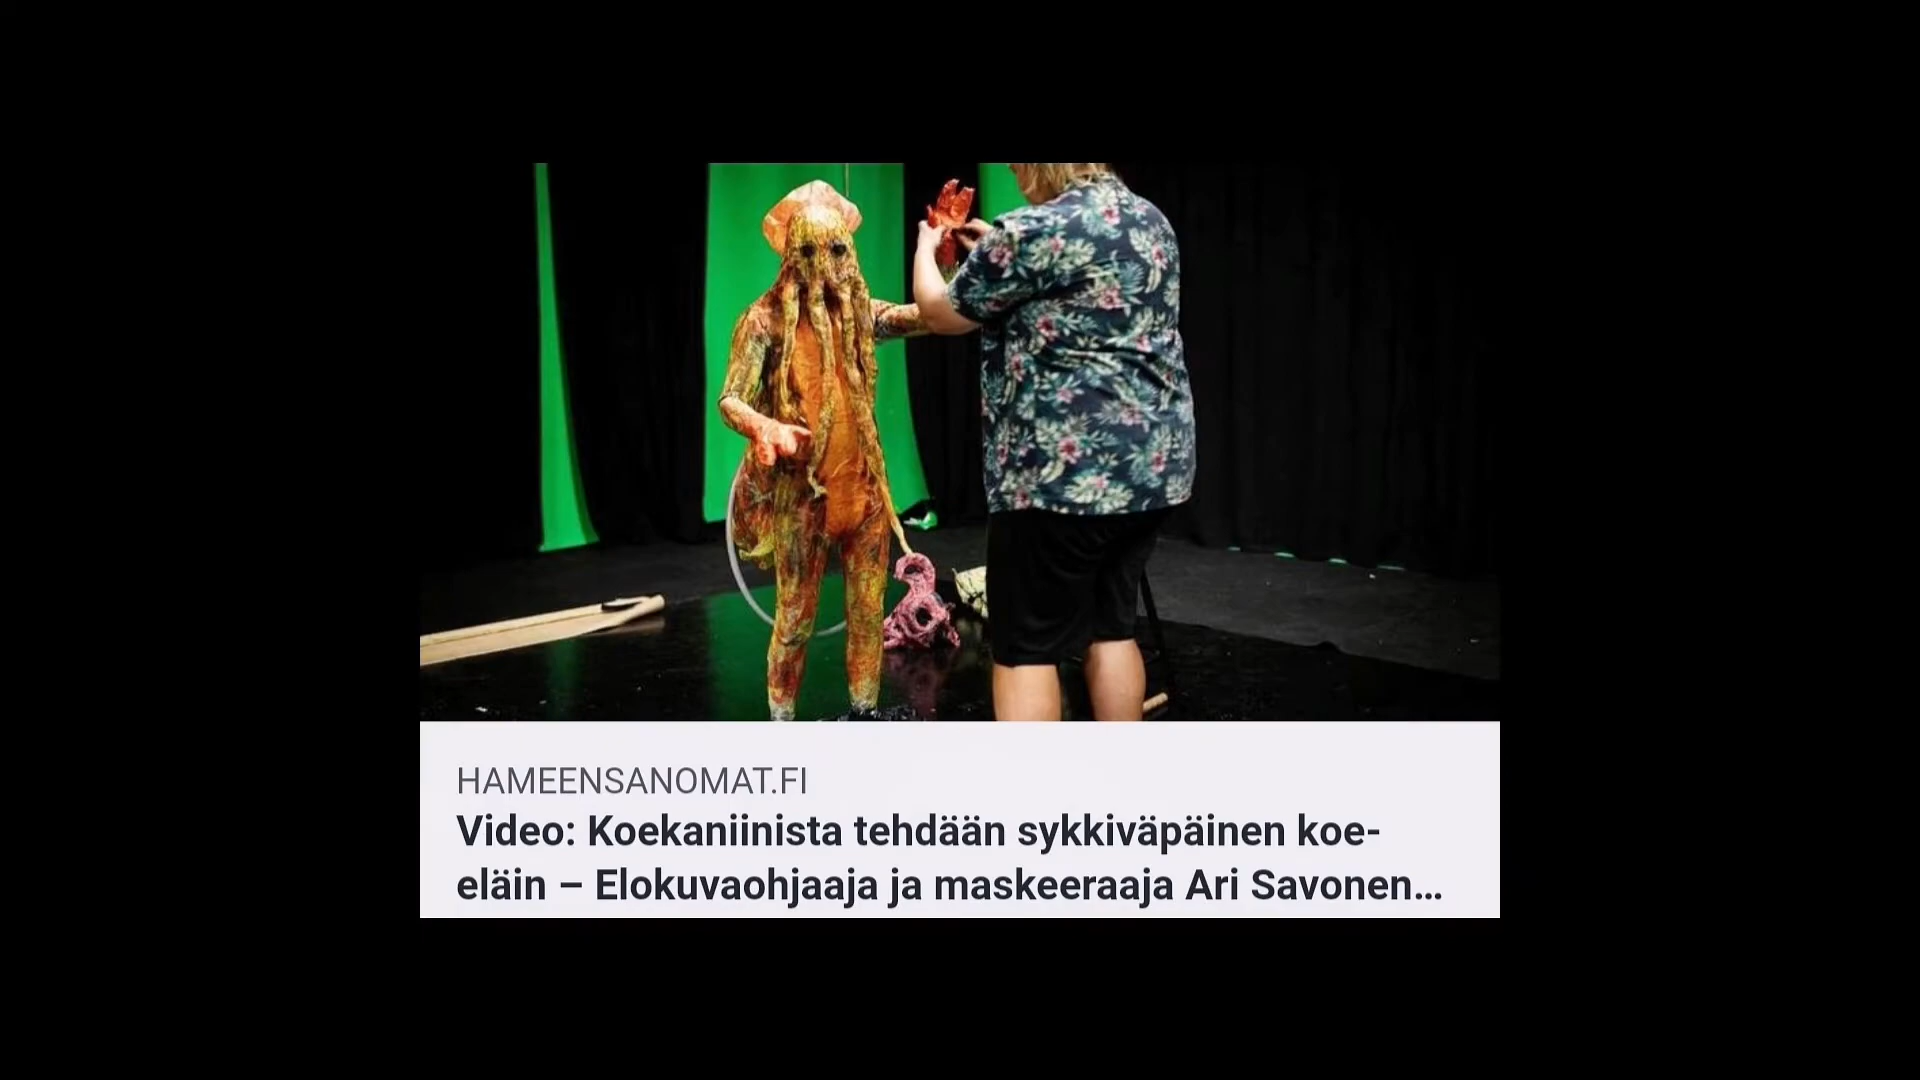 HAMEENSANOMAT.FI
Video: Koekaniinista tehdään sykkiväpäinen koe-
eläin – Elokuvaohjaaja ja maskeeraaja Ari Savonen...